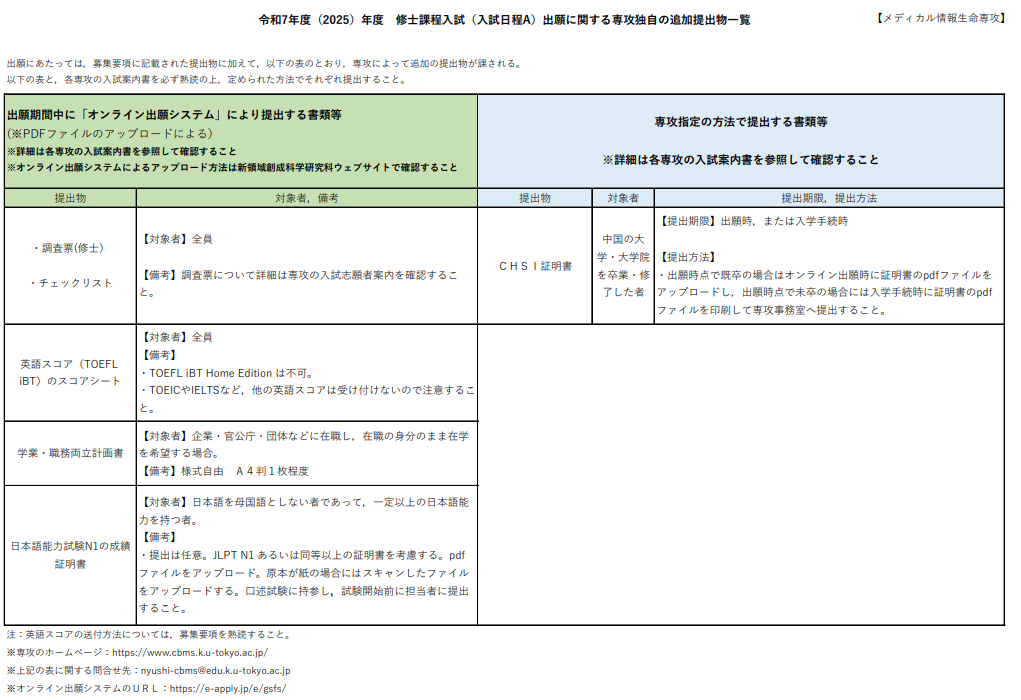 令和7年度（2025）年度　修士課程入試（入試日程A）出願に関する専攻独自の追加提出物一覧
【メディカル情報生命専攻】
出願にあたっては，募集要項に記載された提出物に加えて，以下の表のとおり，専攻によって追加の提出物が課される。
以下の表と，各専攻の入試案内書を必ず熟読の上，定められた方法でそれぞれ提出すること。
出願期間中に「オンライン出願システム」により提出する書類等
(※PDFファイルのアップロードによる)
※詳細は各専攻の入試案内書を参照して確認すること
※オンライン出願システムによるアップロード方法は新領域創成科学研究科ウェブサイトで確認すること
専攻指定の方法で提出する書類等
※詳細は各専攻の入試案内書を参照して確認すること
提出物
対象者，備考
提出物
対象者
提出期限，提出方法
・調査票(修士)
・チェックリスト
【対象者】全員
【備考】調査票について詳細は専攻の入試志願者案内を確認するこ
と。
ＣＨＳＩ証明書
中国の大
学・大学院
を卒業・修
了した者
【提出期限】出願時，または入学手続時
【提出方法】
・出願時点で既卒の場合はオンライン出願時に証明書のpdfファイルを
アップロードし，出願時点で未卒の場合には入学手続時に証明書のpdf
ファイルを印刷して専攻事務室へ提出すること。
英語スコア（TOEFL
iBT）のスコアシート
【対象者】全員
【備考】
・TOEFL iBT Home Edition は不可。
・TOEICやIELTSなど，他の英語スコアは受け付けないので注意するこ
と。
学業・職務両立計画書
【対象者】企業・官公庁・団体などに在職し，在職の身分のまま在学
を希望する場合。
【備考】様式自由　Ａ４判１枚程度
日本語能力試験N1の成績
証明書
【対象者】日本語を母国語としない者であって，一定以上の日本語能
力を持つ者。
【備考】
・提出は任意。JLPT N1 あるいは同等以上の証明書を考慮する。pdf
ファイルをアップロード。原本が紙の場合にはスキャンしたファイル
をアップロードする。口述試験に持参し，試験開始前に担当者に提出
すること。
注：英語スコアの送付方法については，募集要項を熟読すること。
※専攻のホームページ：https://www.cbms.k.u-tokyo.ac.jp/
※上記の表に関する問合せ先：nyushi-cbms@edu.k.u-tokyo.ac.jp
※オンライン出願システムのＵＲＬ：https://e-apply.jp/e/gsfs/